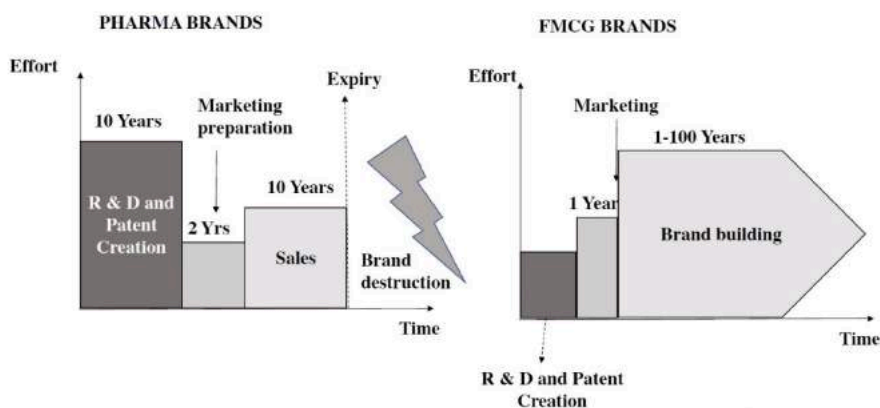 PHARMA BRANDS
Effort
Expiry
Marketing
preparation
10 Years
R & D and
Patent
Creation
2 Yrs
10 Years
Sales
Brand
destruction
Time
FMCG BRANDS
Effort
Marketing
1-100 Years
1 Year
Brand building
Time
R & D and Patent
Creation